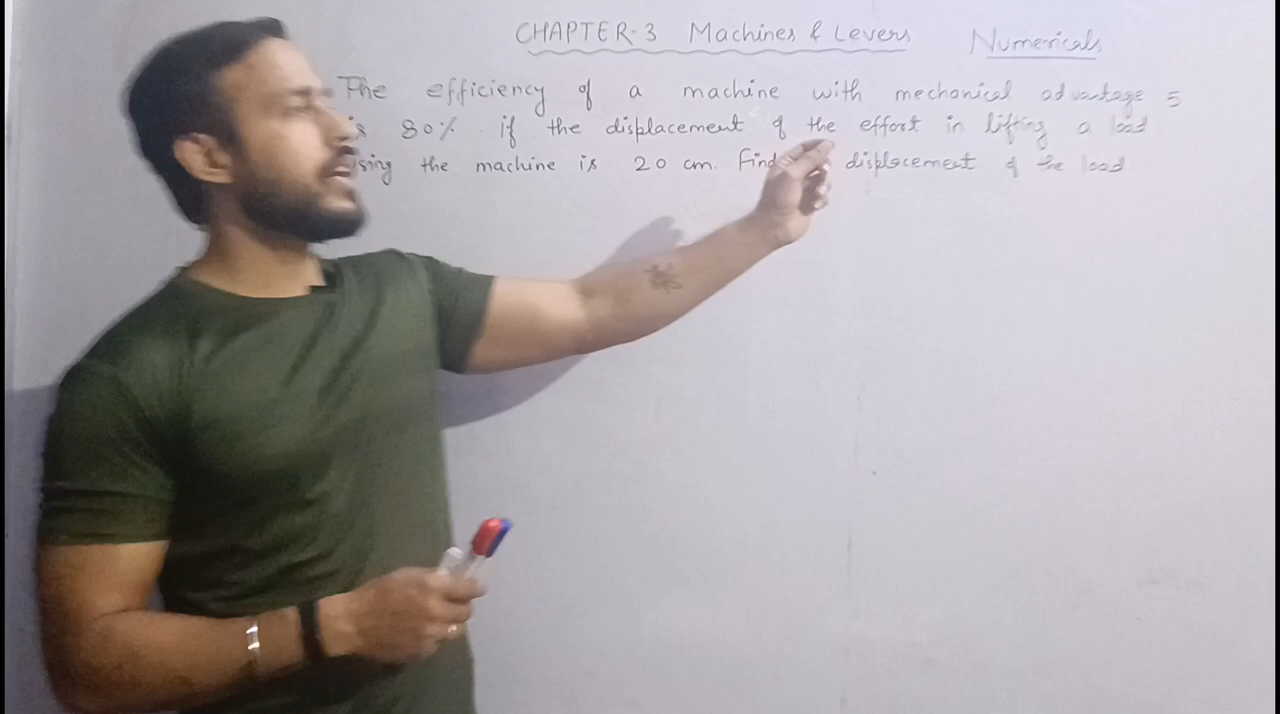 CHAPTER-3 Machines & Levers Numericals
The efficiency of a machine with mechanical advantage 5
is 80% if the displacement of the effort in lifting a load
using the machine is 20 cm. Find displacement of the load